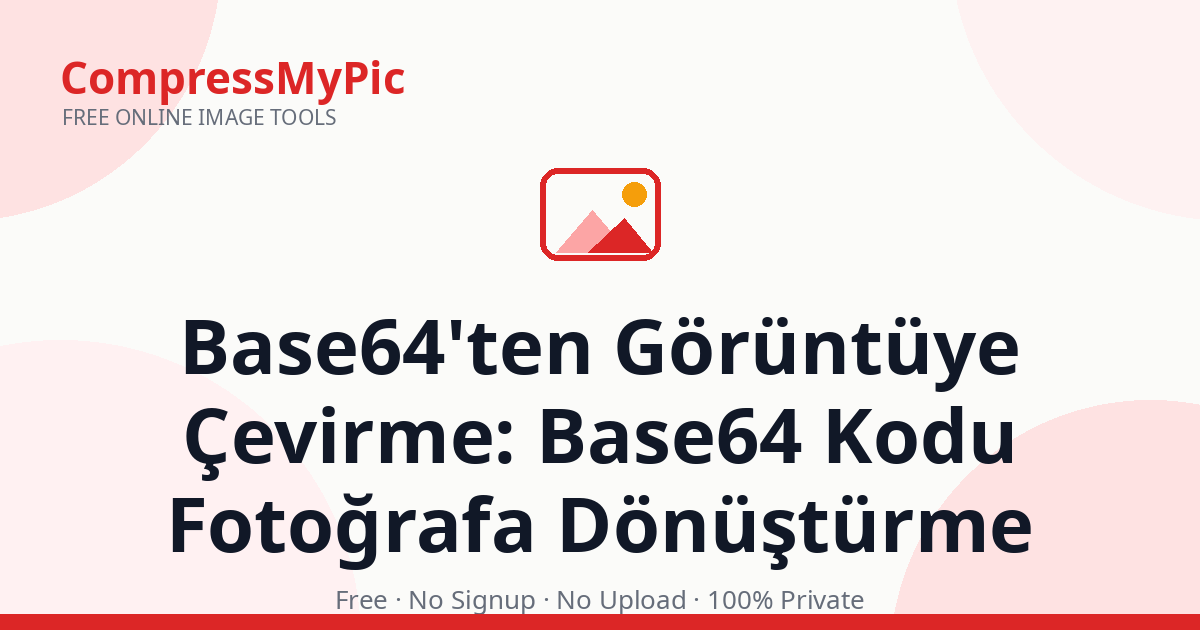 CompressMyPic
FREE ONLINE IMAGE TOOLS
Base64'ten Görüntüye
Çevirme: Base64 Kodu
Fotoğrafa Dönüştürme
Free · No Signup · No Upload · 100% Private